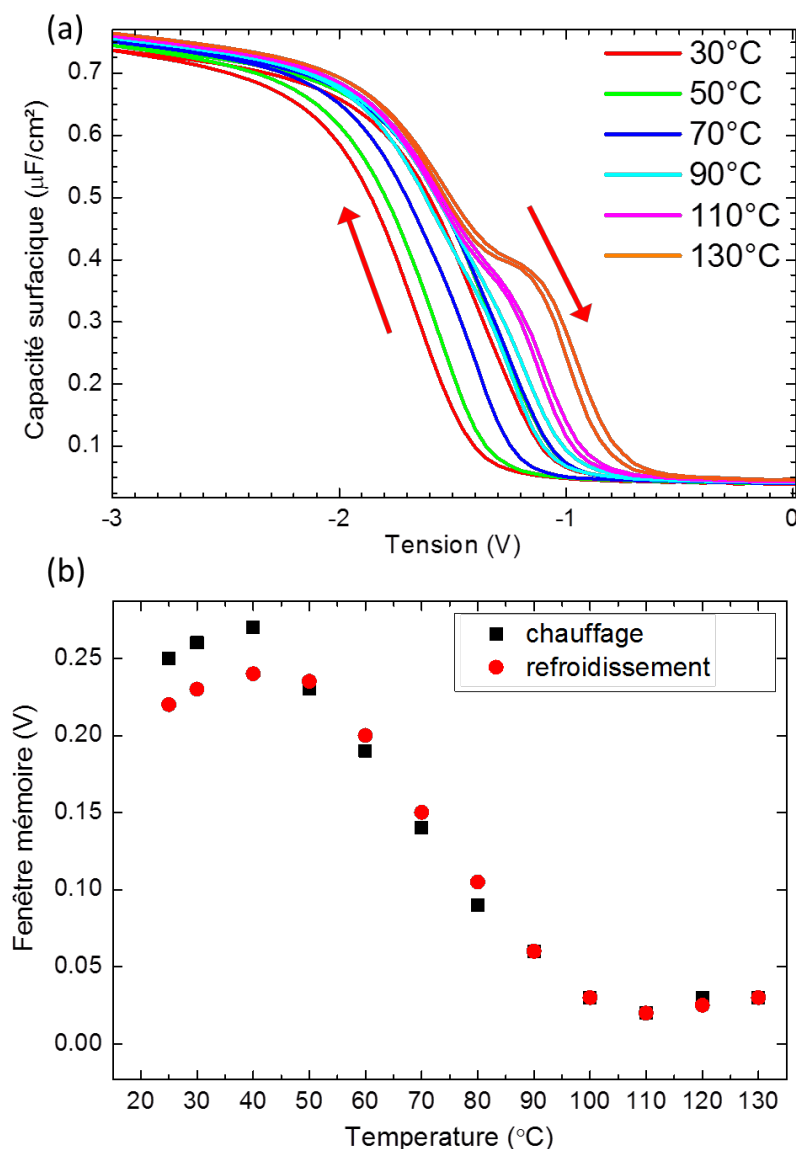 (a)
0.7
0.6
0.5
0.4
0.3
0.2
0.1
Capacité surfacique (µF/cm²)
30°C
50°C
70°C
90°C
110°C
130°C
-3 -2 -1 0
Tension (V)
(b)
chauffage
refroidissement
0.25
0.20
0.15
0.10
0.05
0.00
Fenêtre mémoire (V)
20 30 40 50 60 70 80 90 100 110 120 130
Temperature (°C)